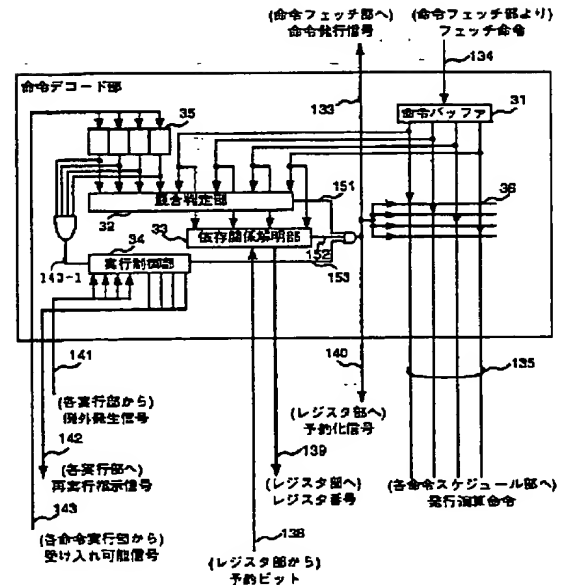 (命令フェッチ部へ)
命令発行信号
(命令フェッチ部より)
フェッチ命令
134
133
命令デコード部
命令バッファ
31
35
36
151
競合判定部
32
33
依存関係解明部
152
34
実行制御部
153
143-1
141
140
135
(各実行部から)
例外発生信号
142
(レジスタ部へ)
予約化信号
139
(各実行部へ)
再実行指示信号
143
(レジスタ部へ)
レジスタ番号
(各命令スケジュール部へ)
発行演算命令
138
(各命令実行部から)
受け入れ可能信号
(レジスタ部から)
予約ビット